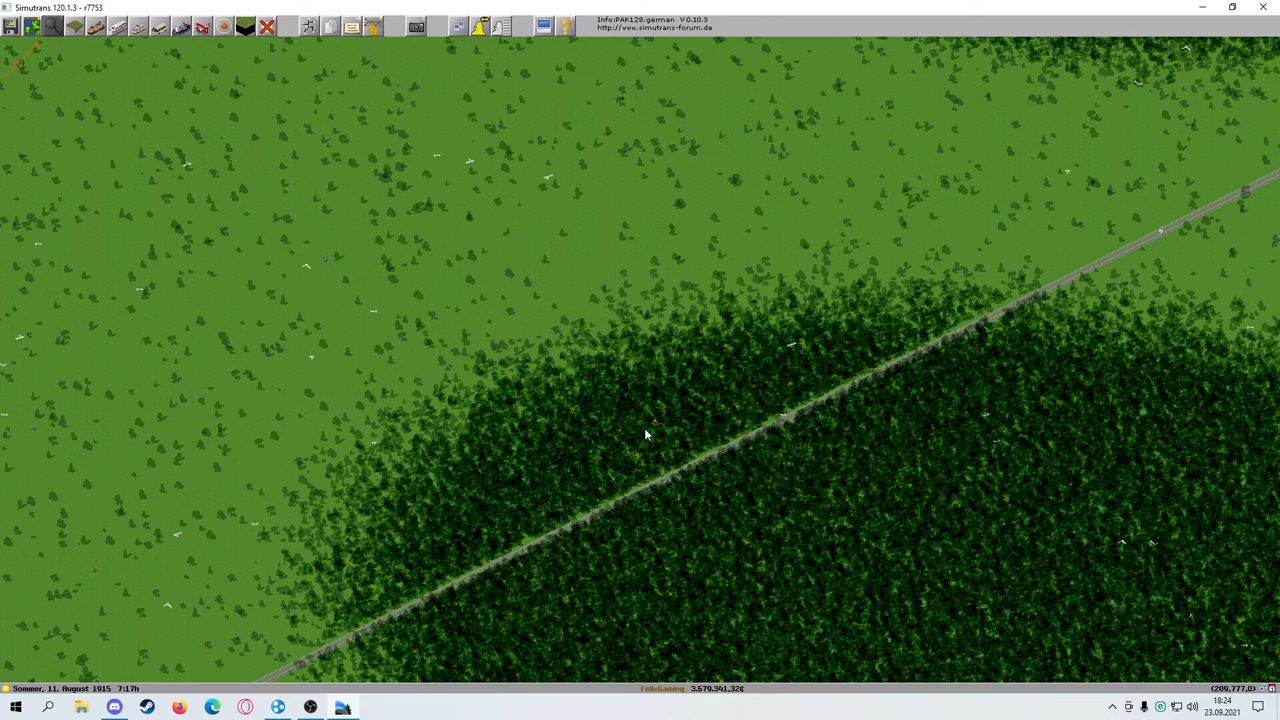 Simutrans 120.1.3 - r7753
Info:PAK128.german V 0.10.3
http://www.simutrans-forum.de
Sommer, 11. August 1915 7:17h
FelixGaming 3.679.341,32¢
(209,777,0)
18:24
23.09.2021